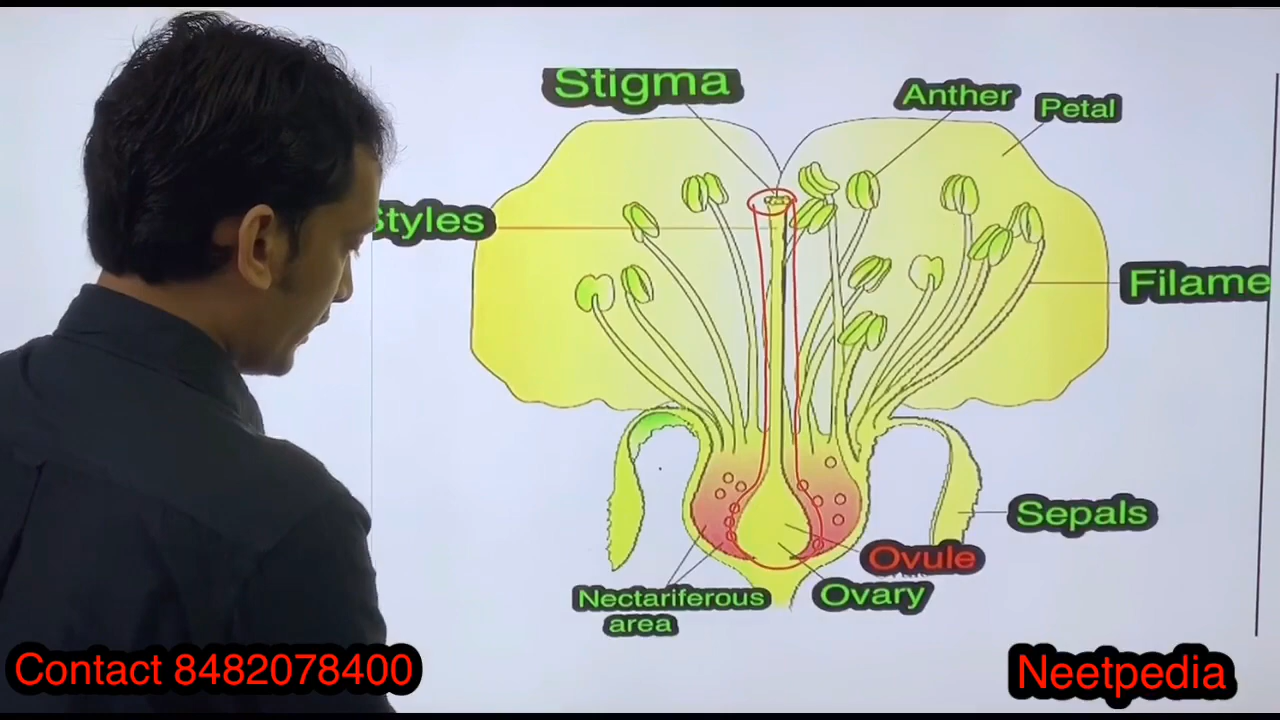 Stigma
Anther
Petal
Styles
Filame
Sepals
Ovule
Ovary
Nectariferous
area
Contact 8482078400
Neetpedia